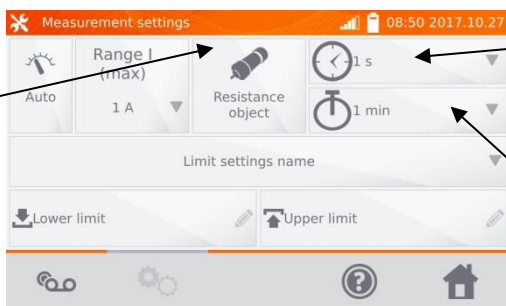 Measurement settings
08:50 2017.10.27
Auto
Range I
(max)
1 A
Resistance
object
1 s
1 min
Limit settings name
Lower limit
Upper limit
?